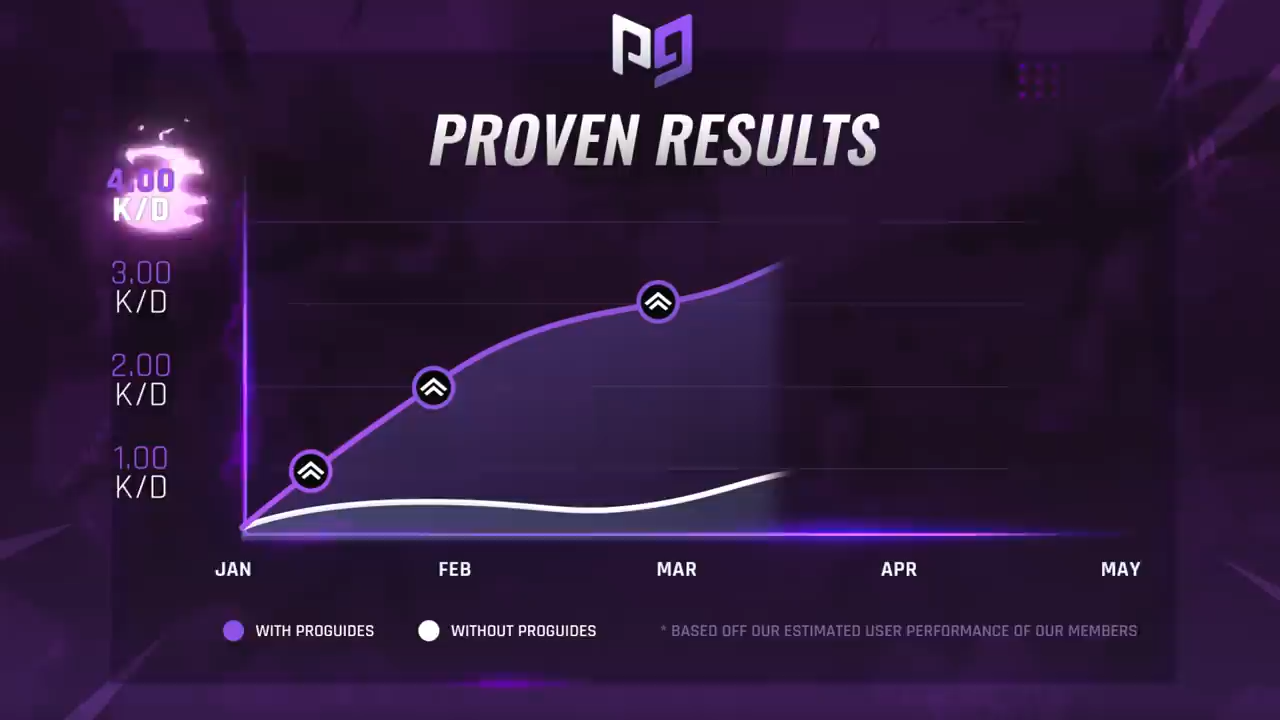 PG
PROVEN RESULTS
4.00
K/D
3.00
K/D
2.00
K/D
1.00
K/D
JAN FEB MAR APR MAY
WITH PROGUIDES WITHOUT PROGUIDES * BASED OFF OUR ESTIMATED USER PERFORMANCE OF OUR MEMBERS